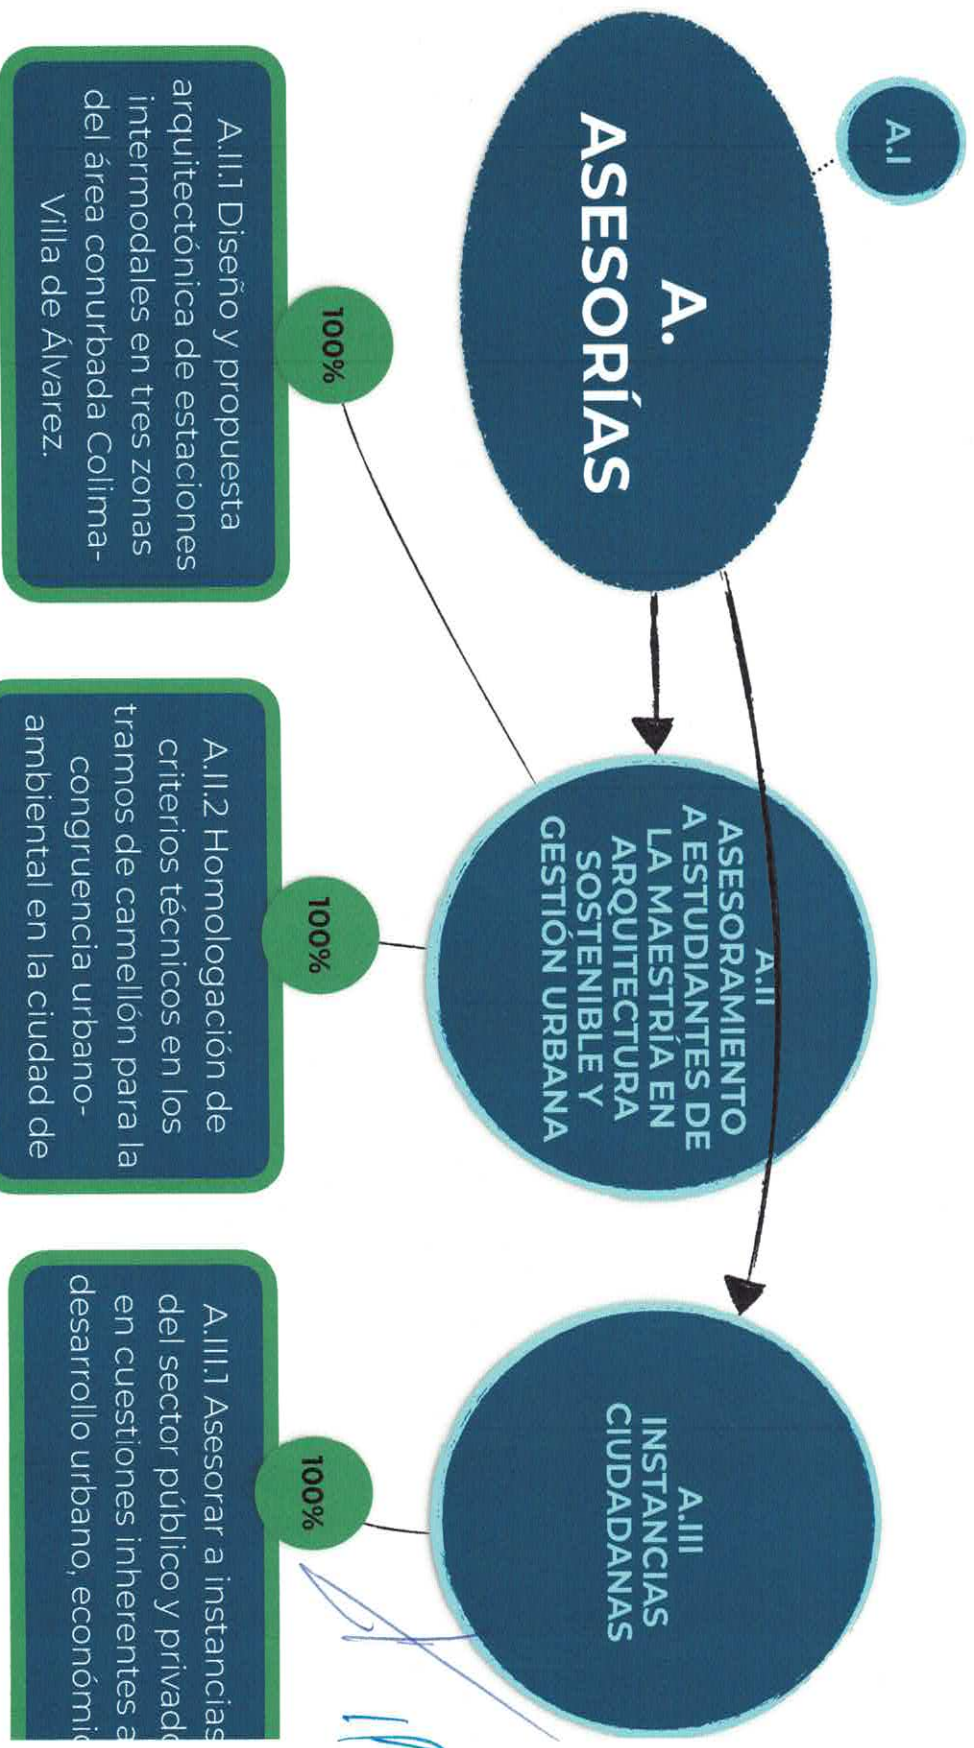 A.I
A.
ASESORÍAS
A.II
ASESORAMIENTO
A ESTUDIANTES DE
LA MAESTRÍA EN
ARQUITECTURA
SOSTENIBLE Y
GESTIÓN URBANA
A.III
INSTANCIAS
CIUDADANAS
100%
A.II.1 Diseño y propuesta
arquitectónica de estaciones
intermodales en tres zonas
del área conurbada Colima-
Villa de Álvarez.
100%
A.II.2 Homologación de
criterios técnicos en los
tramos de camellón para la
congruencia urbano-
ambiental en la ciudad de
100%
A.III.1 Asesorar a instancias
del sector público y privado
en cuestiones inherentes a
desarrollo urbano, económic